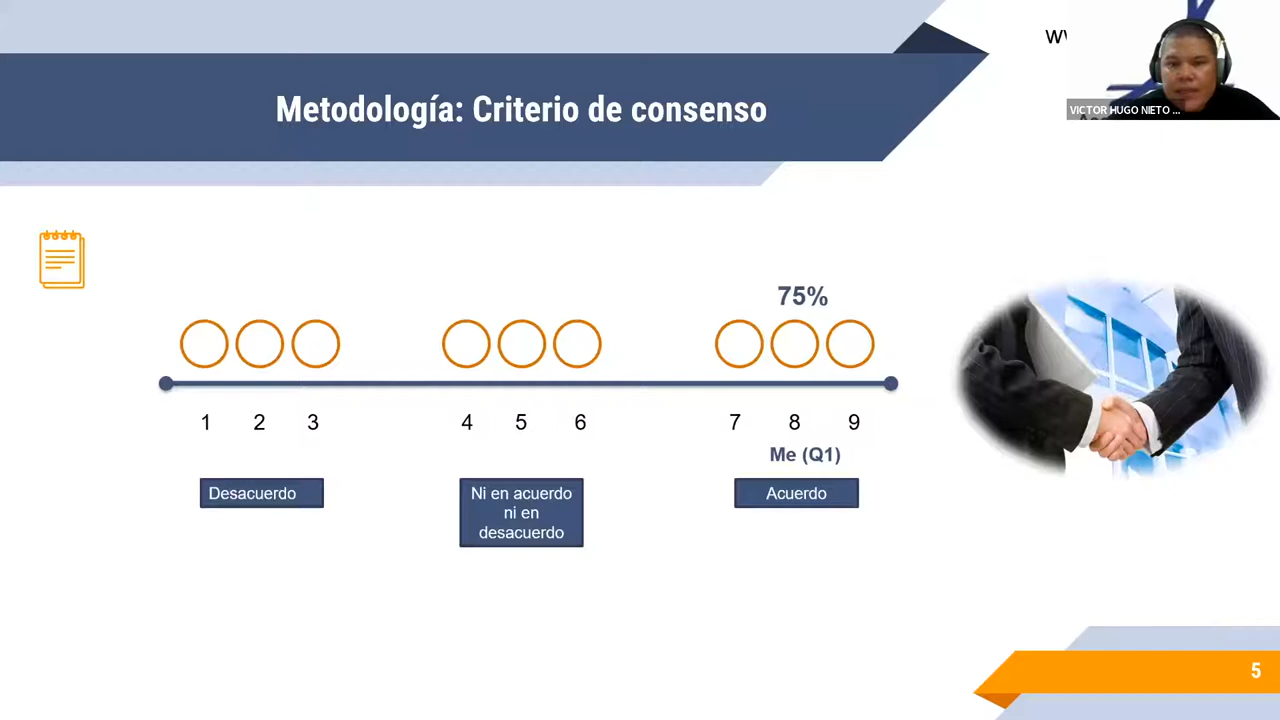 Metodología: Criterio de consenso
VICTOR HUGO NIETO ...
75%
1 2 3 4 5 6 7 8 9
Me (Q1)
Desacuerdo
Ni en acuerdo
ni en
desacuerdo
Acuerdo
5